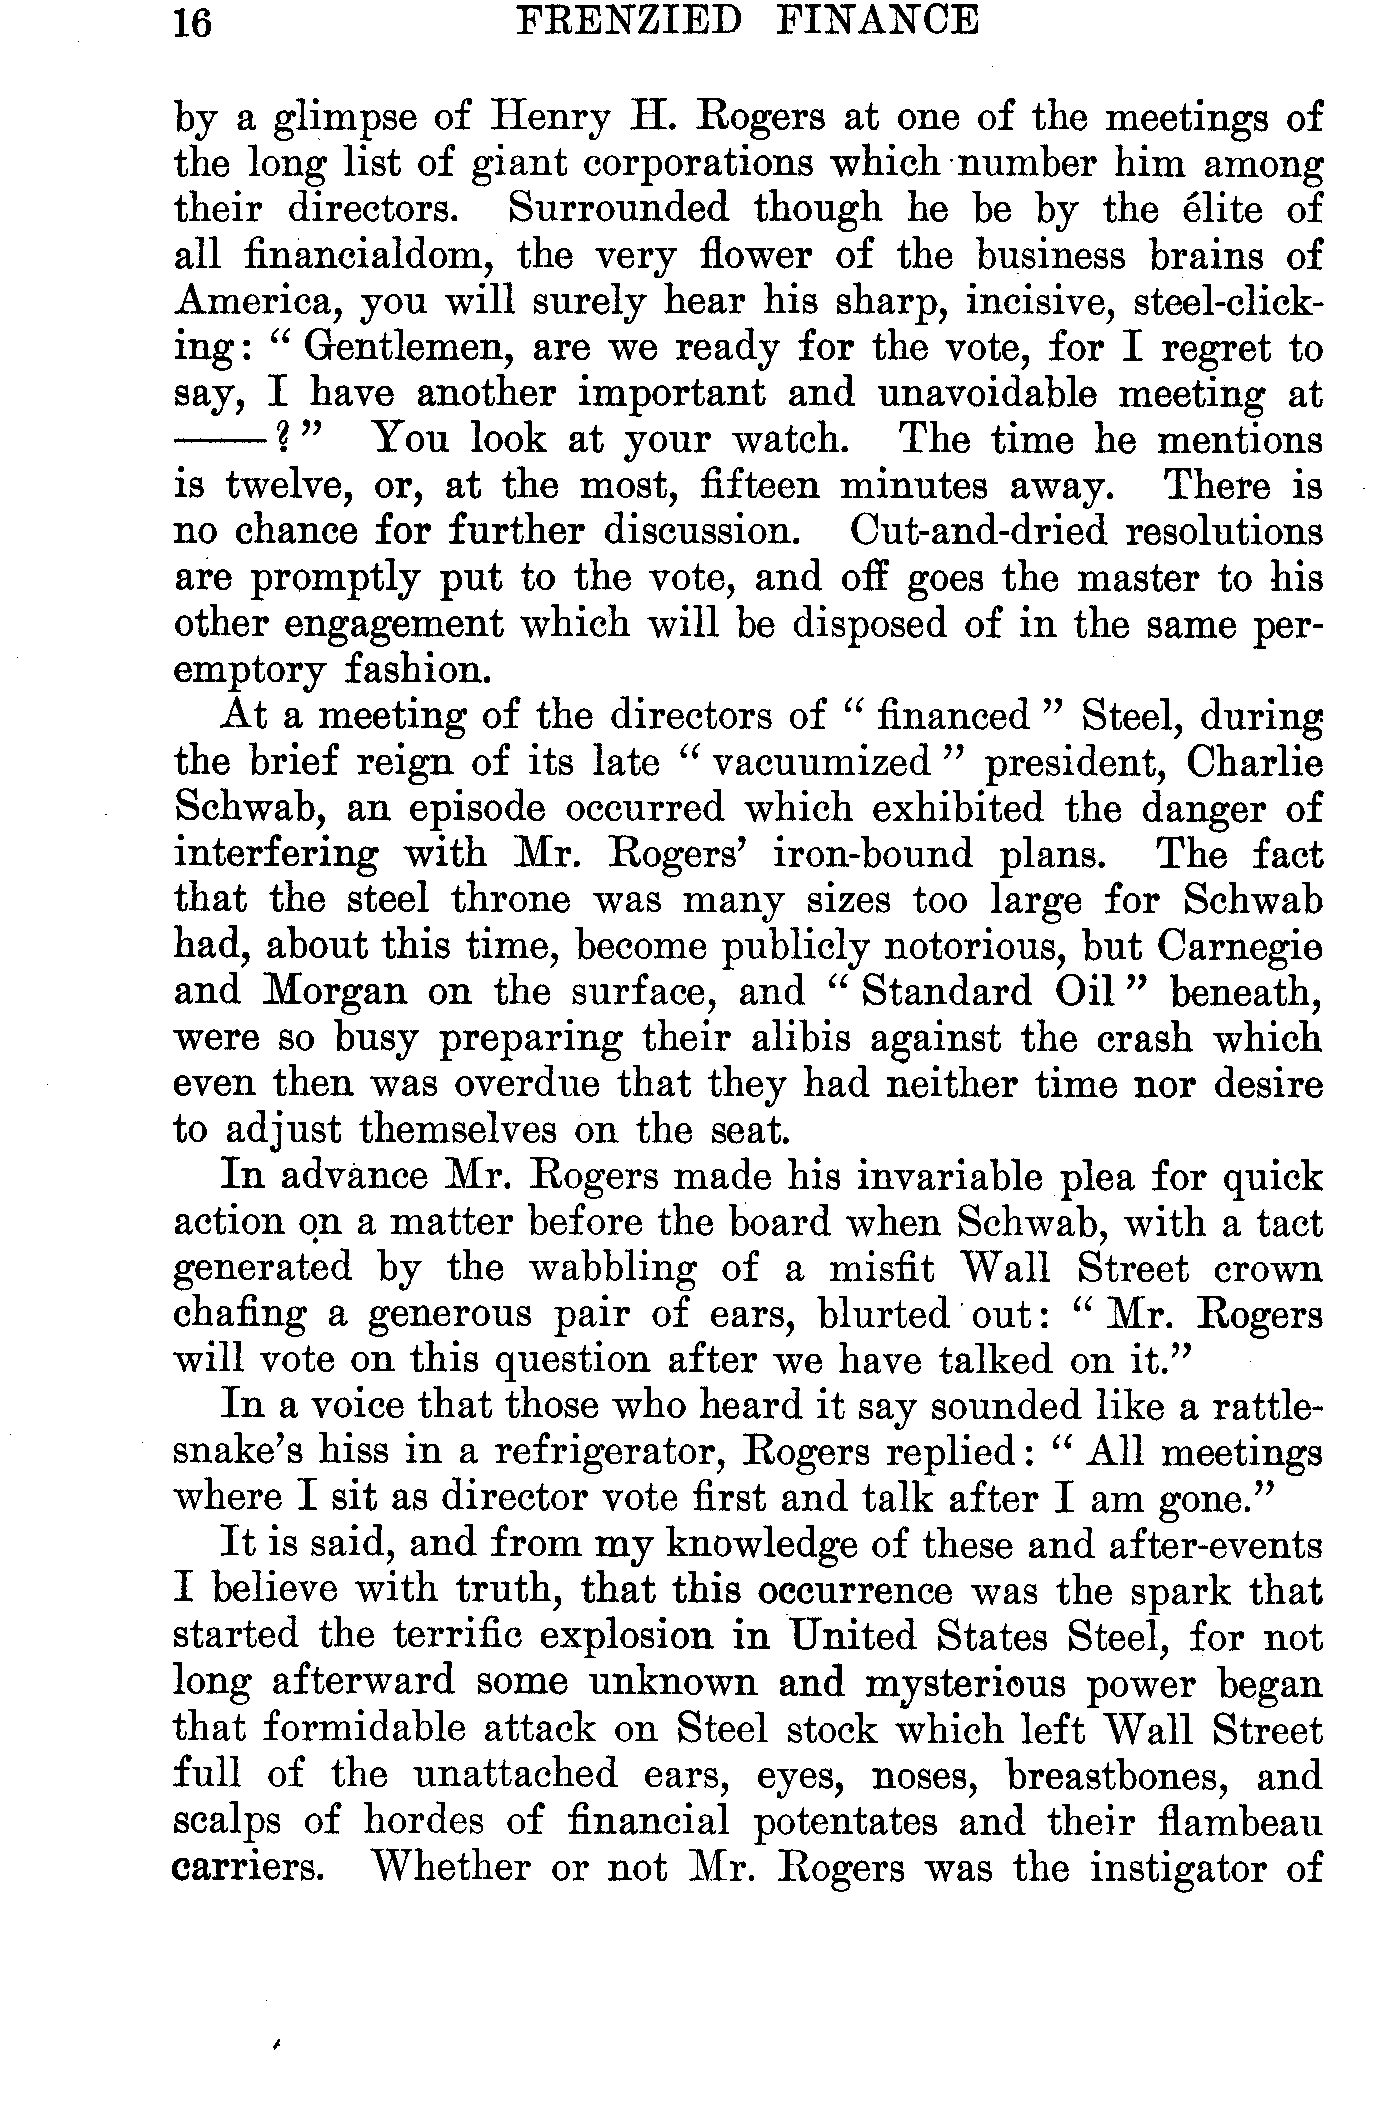 16 FRENZIED FINANCE
by a glimpse of Henry H. Rogers at one of the meetings of
the long list of giant corporations which number him among
their directors. Surrounded though he be by the élite of
all financialdom, the very flower of the business brains of
America, you will surely hear his sharp, incisive, steel-click-
ing: “ Gentlemen, are we ready for the vote, for I regret to
say, I have another important and unavoidable meeting at
——? ” You look at your watch. The time he mentions
is twelve, or, at the most, fifteen minutes away. There is
no chance for further discussion. Cut-and-dried resolutions
are promptly put to the vote, and off goes the master to his
other engagement which will be disposed of in the same per-
emptory fashion.
At a meeting of the directors of “ financed ” Steel, during
the brief reign of its late “ vacuumized ” president, Charlie
Schwab, an episode occurred which exhibited the danger of
interfering with Mr. Rogers’ iron-bound plans. The fact
that the steel throne was many sizes too large for Schwab
had, about this time, become publicly notorious, but Carnegie
and Morgan on the surface, and “ Standard Oil ” beneath,
were so busy preparing their alibis against the crash which
even then was overdue that they had neither time nor desire
to adjust themselves on the seat.
In advance Mr. Rogers made his invariable plea for quick
action on a matter before the board when Schwab, with a tact
generated by the wabbling of a misfit Wall Street crown
chafing a generous pair of ears, blurted out: “ Mr. Rogers
will vote on this question after we have talked on it.”
In a voice that those who heard it say sounded like a rattle-
snake’s hiss in a refrigerator, Rogers replied: “ All meetings
where I sit as director vote first and talk after I am gone.”
It is said, and from my knowledge of these and after-events
I believe with truth, that this occurrence was the spark that
started the terrific explosion in United States Steel, for not
long afterward some unknown and mysterious power began
that formidable attack on Steel stock which left Wall Street
full of the unattached ears, eyes, noses, breastbones, and
scalps of hordes of financial potentates and their flambeau
carriers. Whether or not Mr. Rogers was the instigator of